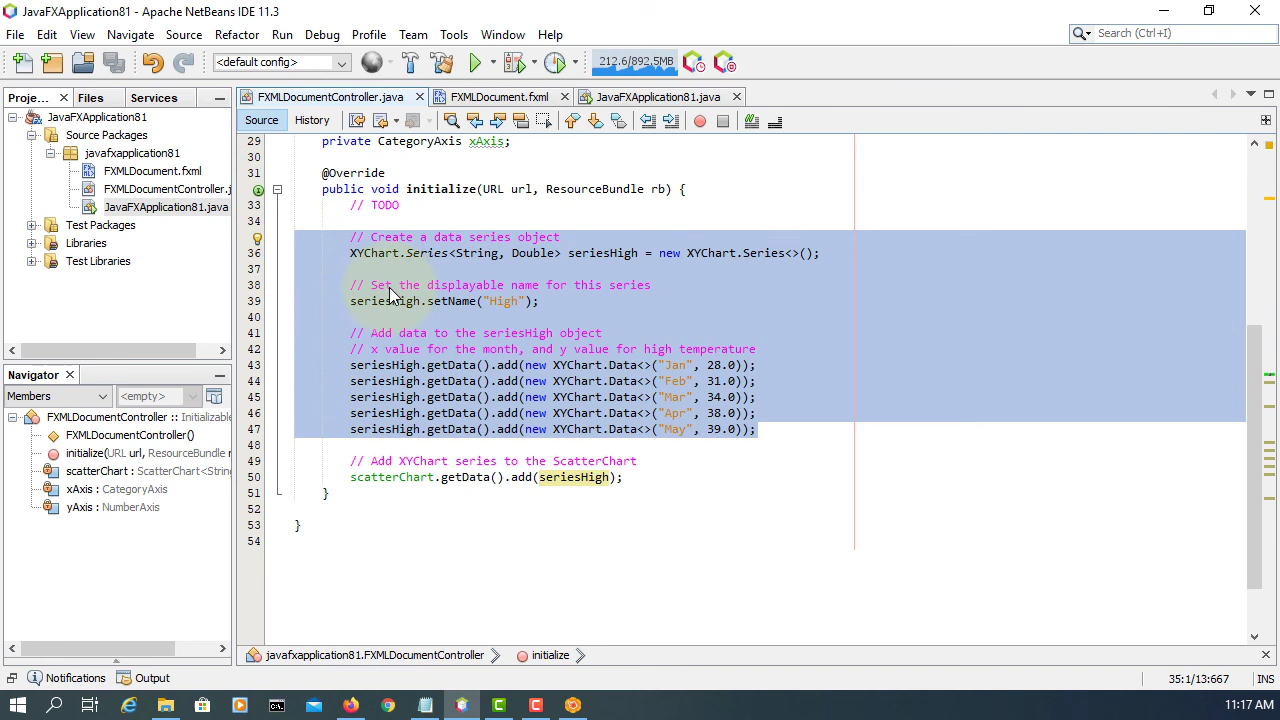 JavaFXApplication81 - Apache NetBeans IDE 11.3
File Edit View Navigate Source Refactor Run Debug Profile Team Tools Window Help
Search (Ctrl+I)
<default config>
212.6/892.5MB
Proje...
Files
Services
FXMLDocumentController.java
FXMLDocument.fxml
JavaFXApplication81.java
Source
History
JavaFXApplication81
Source Packages
javafxapplication81
FXMLDocument.fxml
FXMLDocumentController.j
JavaFXApplication81.java
Test Packages
Libraries
Test Libraries
Navigator
Members
<empty>
FXMLDocumentController :: Initializable
FXMLDocumentController()
initialize(URL url, ResourceBundle rb)
scatterChart : ScatterChart<String
xAxis : CategoryAxis
yAxis : NumberAxis
29 private CategoryAxis xAxis;
30
31 @Override
public void initialize(URL url, ResourceBundle rb) {
33 // TODO
34
// Create a data series object
36 XYChart.Series<String, Double> seriesHigh = new XYChart.Series<>();
37
38 // Set the displayable name for this series
39 seriesHigh.setName("High");
40
41 // Add data to the seriesHigh object
42 // x value for the month, and y value for high temperature
43 seriesHigh.getData().add(new XYChart.Data<>("Jan", 28.0));
44 seriesHigh.getData().add(new XYChart.Data<>("Feb", 31.0));
45 seriesHigh.getData().add(new XYChart.Data<>("Mar", 34.0));
46 seriesHigh.getData().add(new XYChart.Data<>("Apr", 38.0));
47 seriesHigh.getData().add(new XYChart.Data<>("May", 39.0));
48
49 // Add XYChart series to the ScatterChart
50 scatterChart.getData().add(seriesHigh);
51 }
52
53 }
54
javafxapplication81.FXMLDocumentController
initialize
Notifications
Output
35:1/13:667
INS
11:17 AM